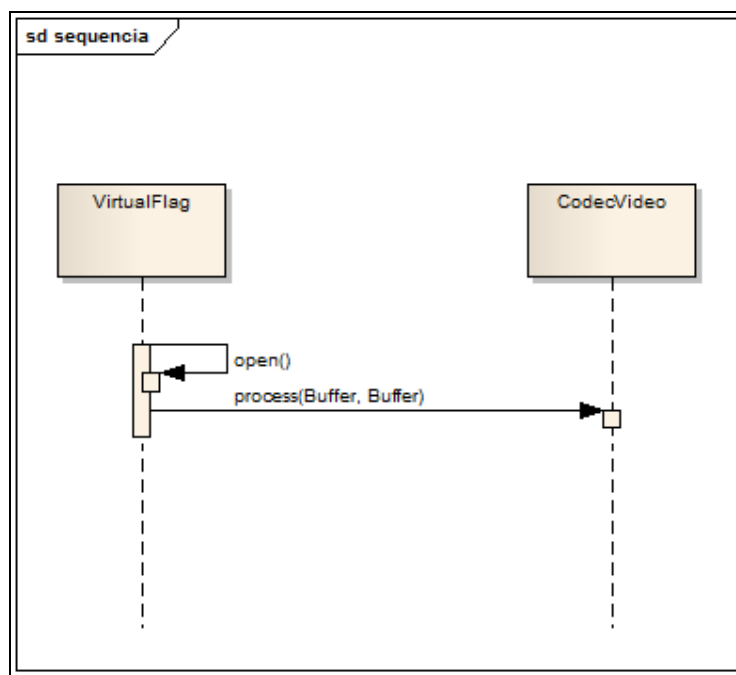 sd sequencia
VirtualFlag
CodecVideo
open()
process(Buffer, Buffer)